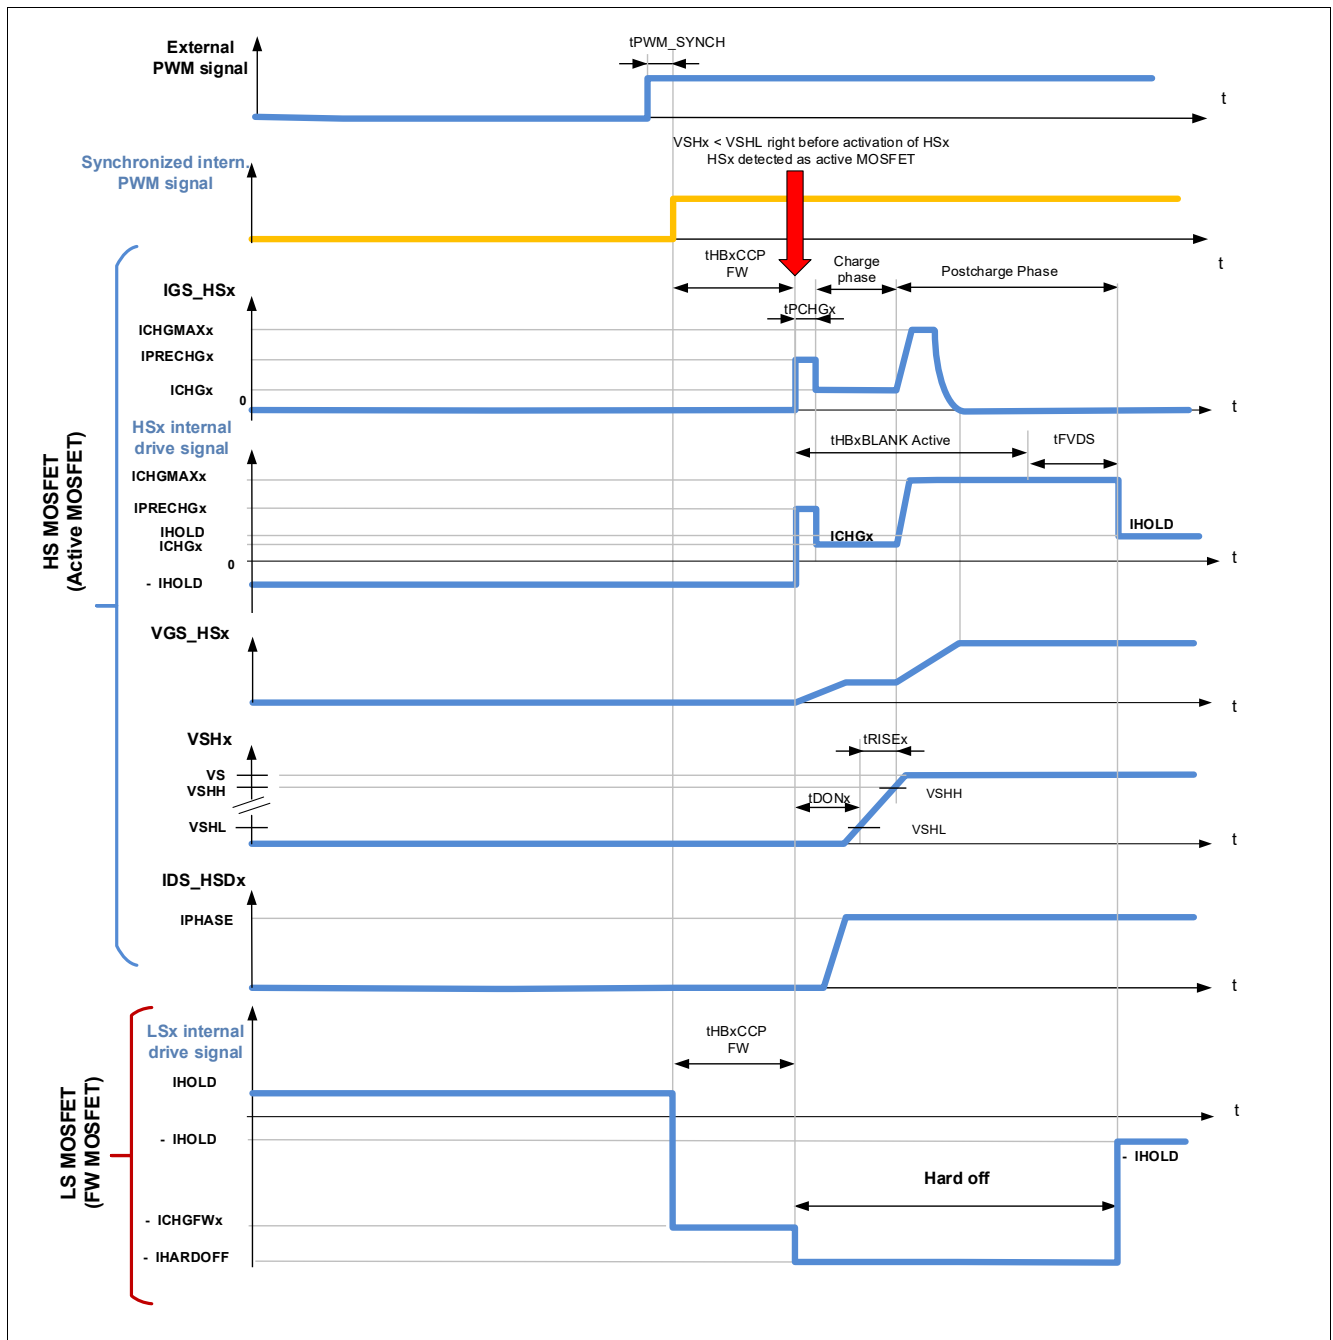 External
PWM signal
tPWM_SYNCH
t
VSHx < VSHL right before activation of HSx
HSx detected as active MOSFET
Synchronized intern.
PWM signal
t
tHBxCCP
FW
Charge
phase
Postcharge Phase
tPCHGx
IGS_HSx
ICHGMAXx
IPRECHGx
ICHGx
0
t
HSx internal
drive signal
tHBxBLANK Active
tFVDS
ICHGMAXx
IPRECHGx
IHOLD
ICHGx
0
- IHOLD
ICHGx
IHOLD
t
HS MOSFET
(Active MOSFET)
VGS_HSx
t
VSHx
tRISEx
VS
VSHH
VSHL
tDONx
VSHH
VSHL
t
IDS_HSDx
IPHASE
t
LSx internal
drive signal
tHBxCCP
FW
IHOLD
t
- IHOLD
- IHOLD
LS MOSFET
(FW MOSFET)
Hard off
- ICHGFWx
- IHARDOFF